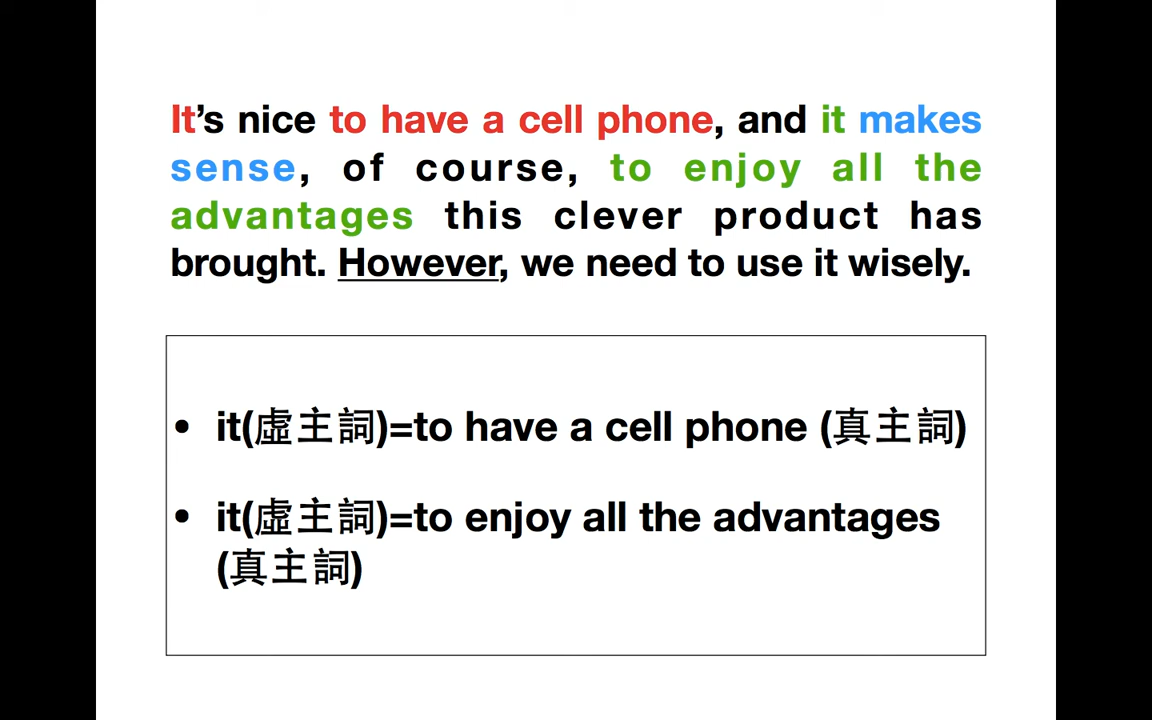 It’s nice to have a cell phone, and it makes
sense, of course, to enjoy all the
advantages this clever product has
brought. However, we need to use it wisely.
• it(虛主詞)=to have a cell phone (真主詞)
• it(虛主詞)=to enjoy all the advantages
(真主詞)